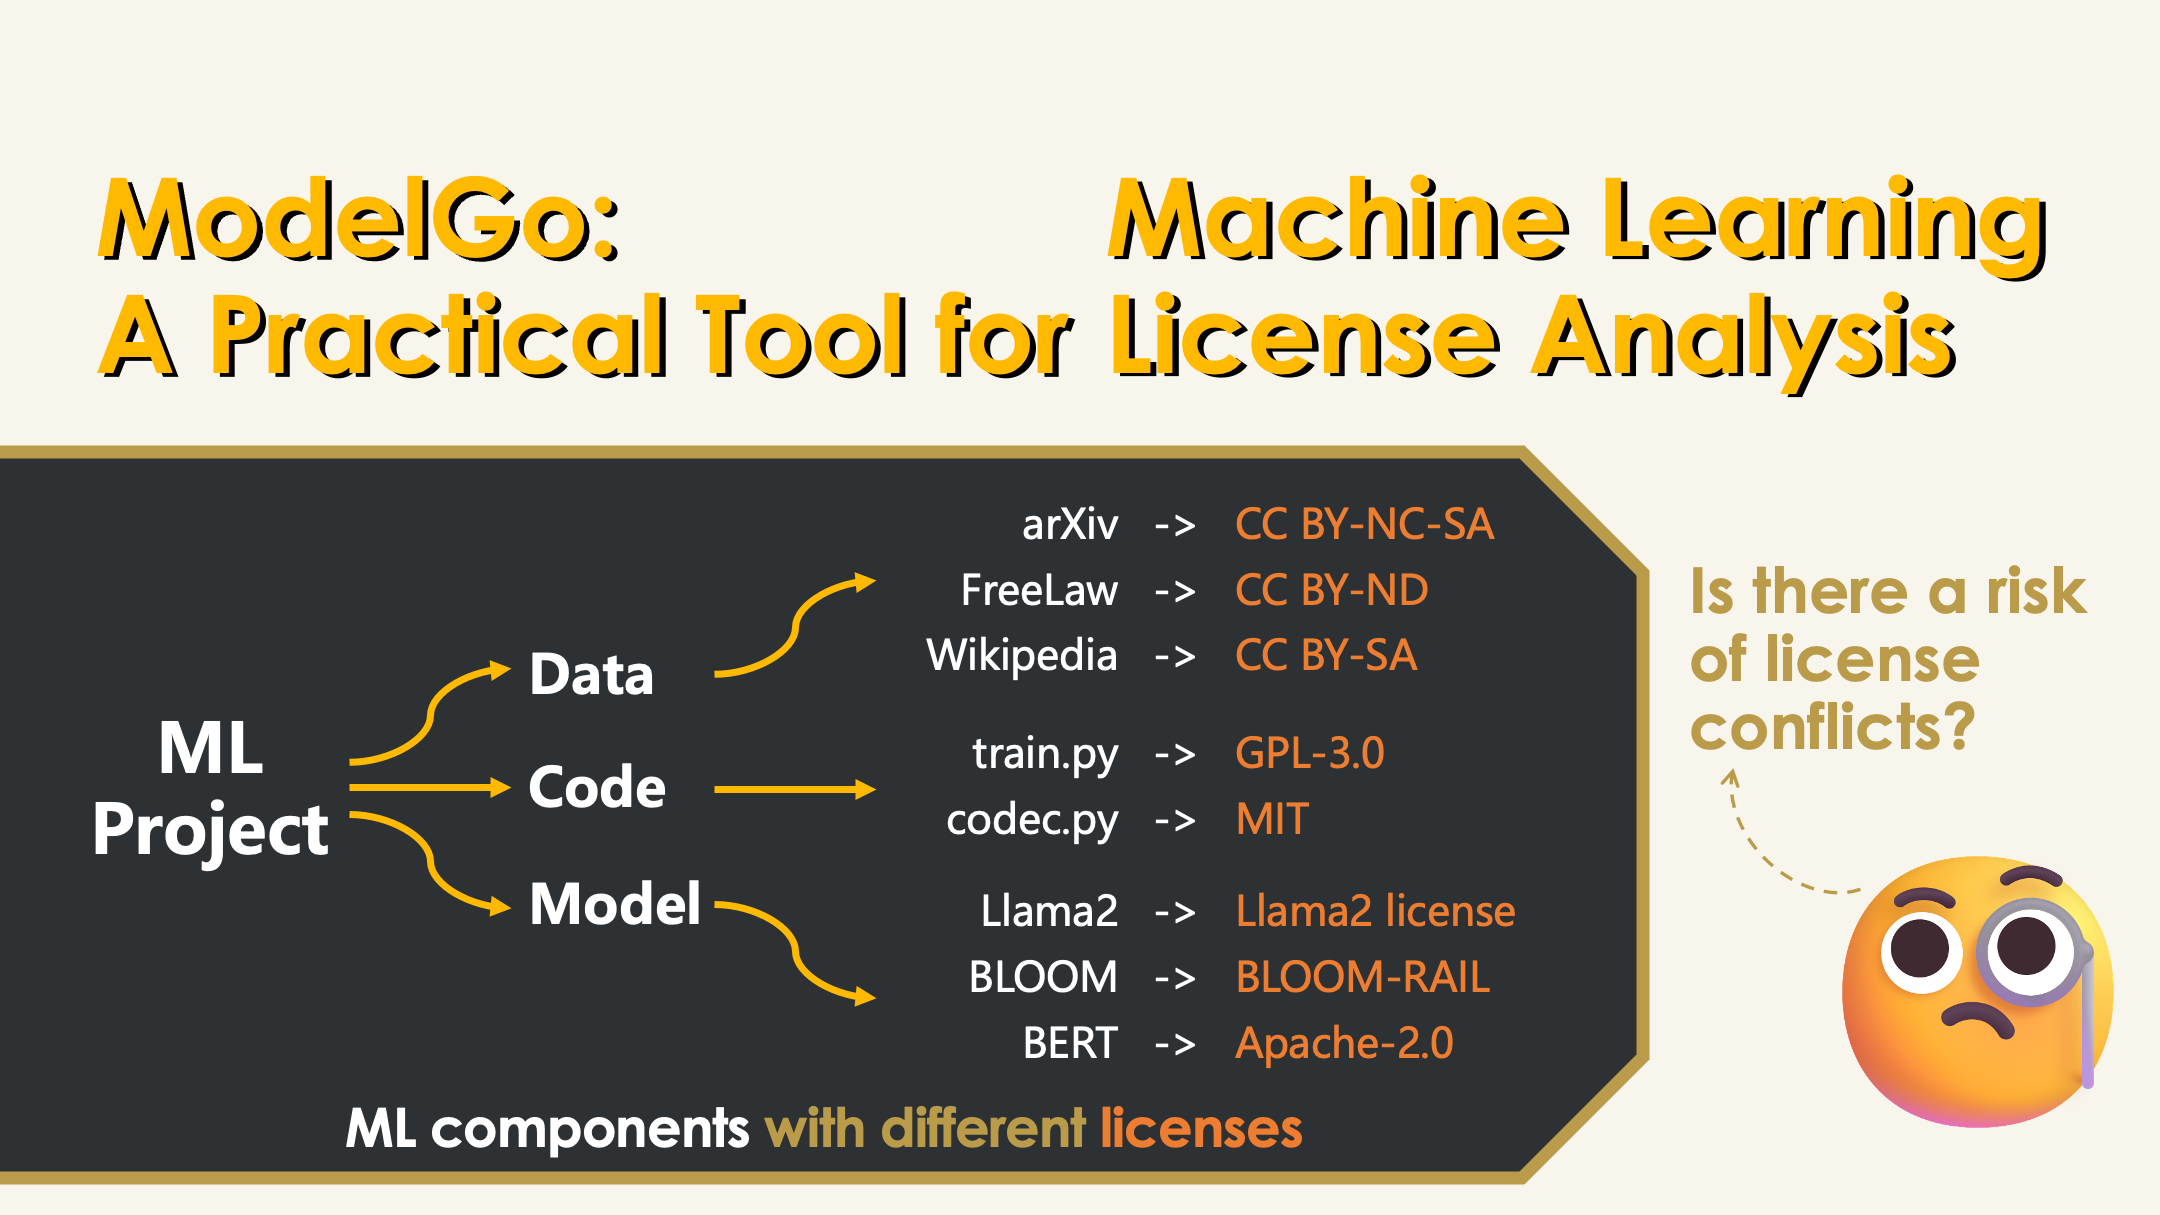 ModelGo:
A Practical Tool for
Machine Learning
License Analysis
ML
Project
Data
Code
Model
arXiv -> CC BY-NC-SA
FreeLaw -> CC BY-ND
Wikipedia -> CC BY-SA
train.py -> GPL-3.0
codec.py -> MIT
Llama2 -> Llama2 license
BLOOM -> BLOOM-RAIL
BERT -> Apache-2.0
ML components with different licenses
Is there a risk
of license
conflicts?